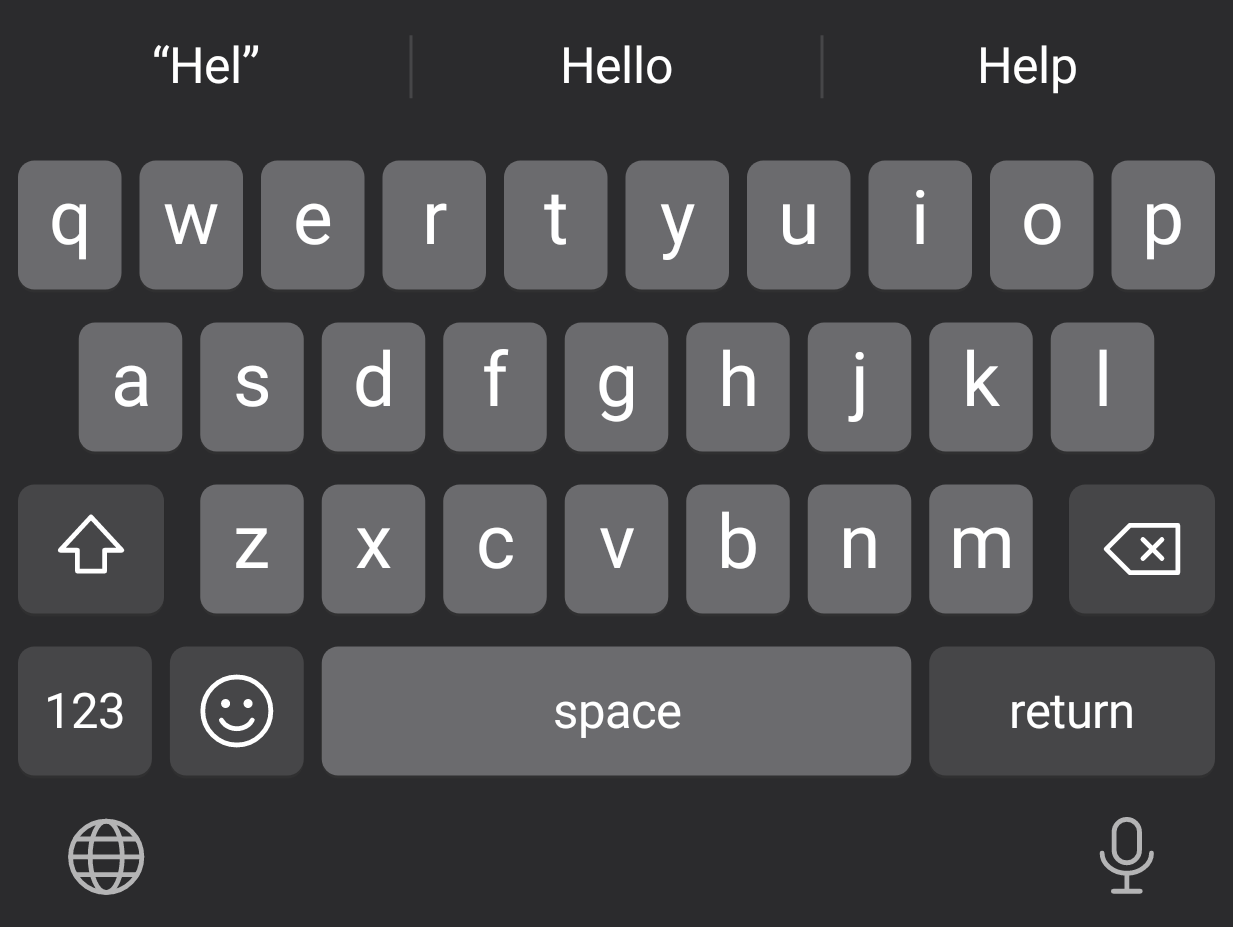 “Hel” Hello Help
q w e r t y u i o p
a s d f g h j k l
z x c v b n m
123 space return